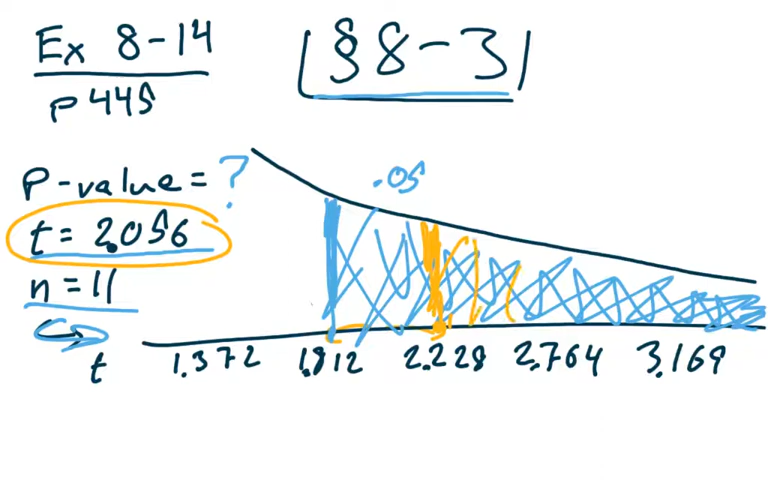 Ex 8-14
p 445
§8-3
P-value = ?
.05
t = 2.056
n = 11
t 1.372 1.812 2.228 2.764 3.169